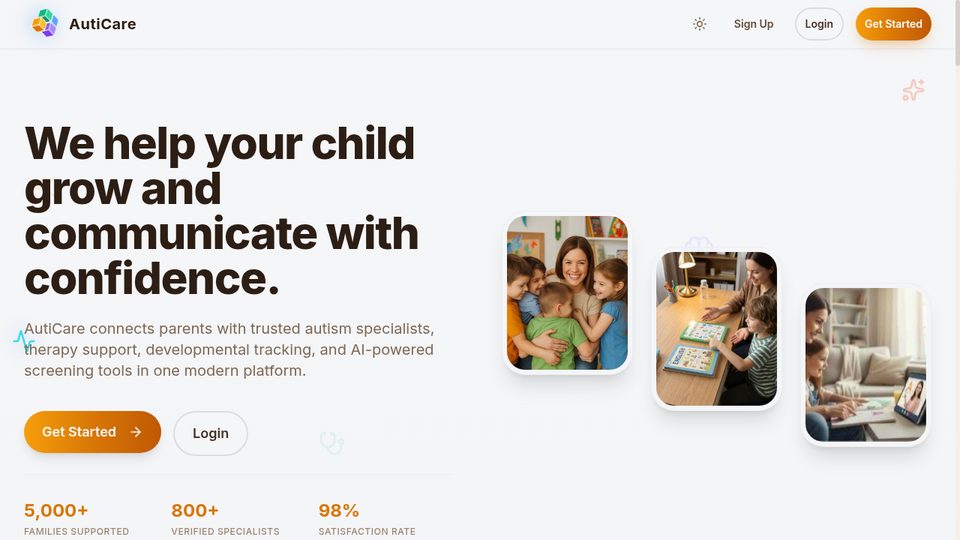 AutiCare
Sign Up
Login
Get Started
We help your child
grow and
communicate with
confidence.
AutiCare connects parents with trusted autism specialists,
therapy support, developmental tracking, and AI-powered
screening tools in one modern platform.
Get Started
Login
5,000+
800+
98%
FAMILIES SUPPORTED
VERIFIED SPECIALISTS
SATISFACTION RATE
ENGLISH